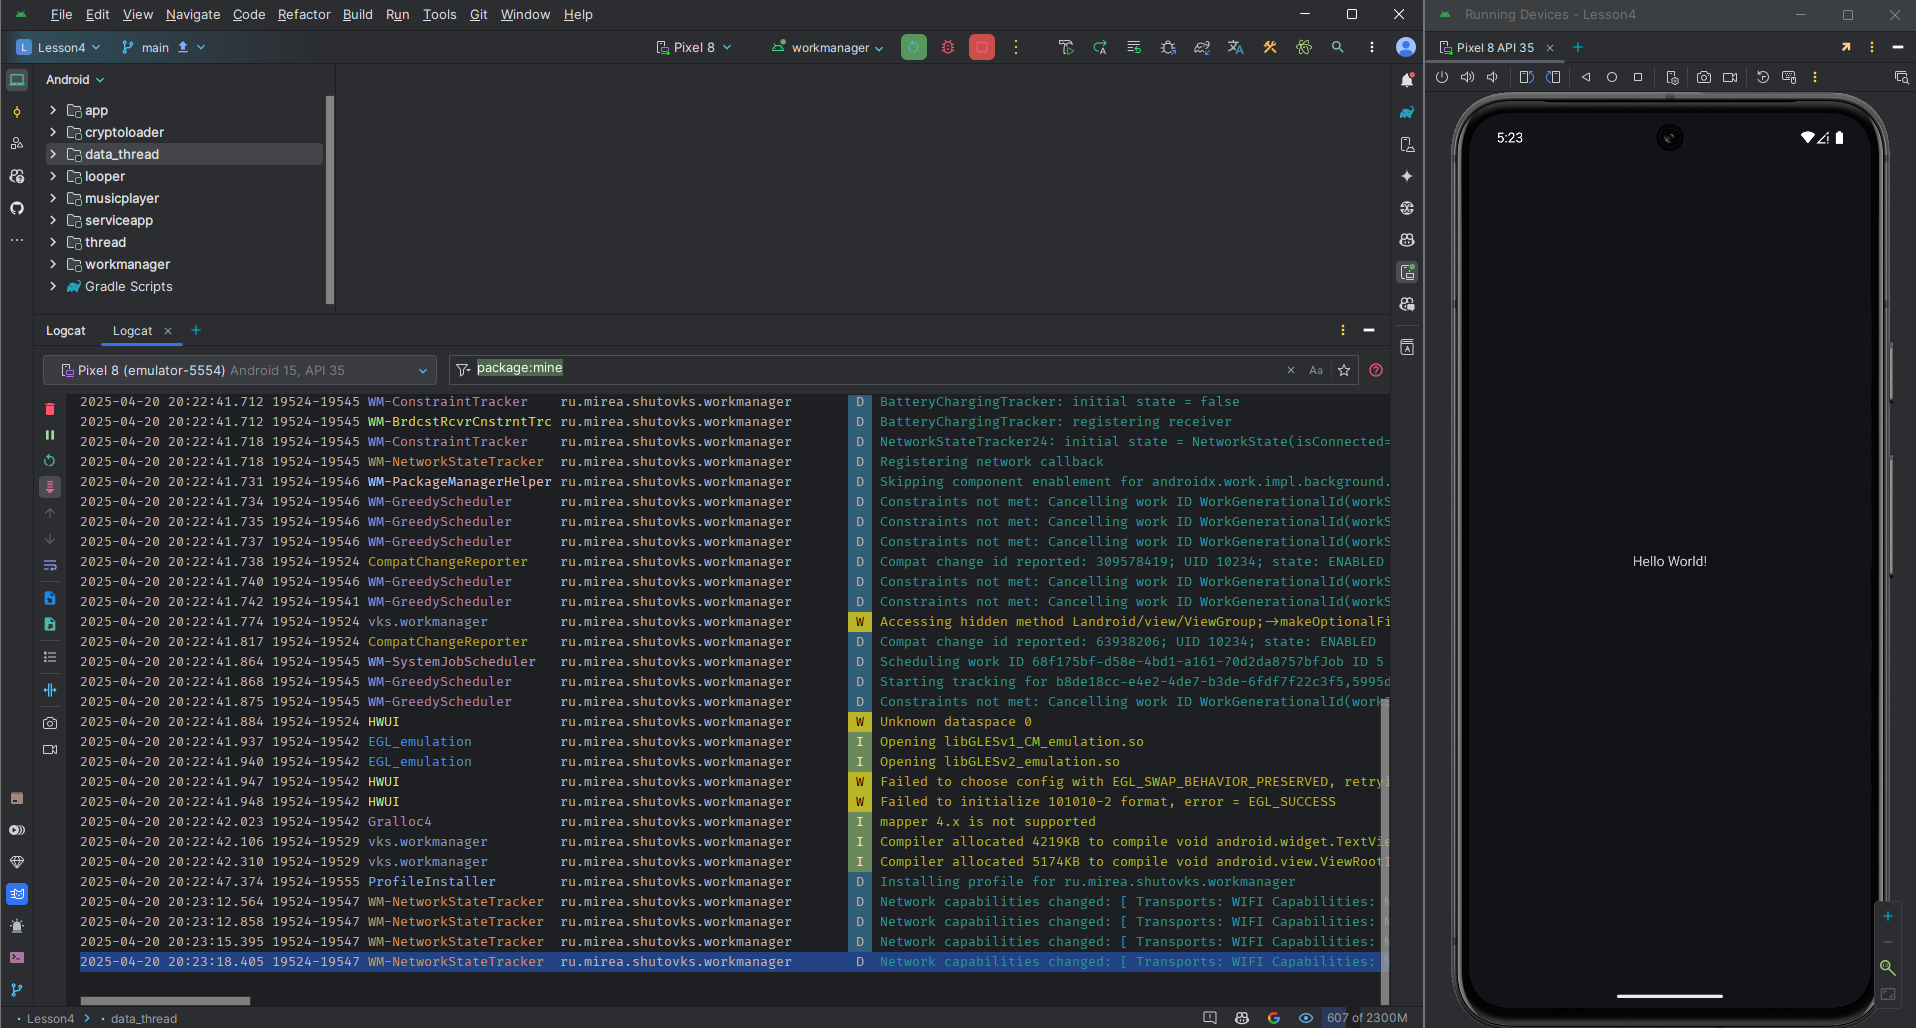 File Edit View Navigate Code Refactor Build Run Tools Git Window Help
Running Devices - Lesson4
L Lesson4 main Pixel 8 workmanager
Pixel 8 API 35
Android
app
cryptoloader
data_thread
looper
musicplayer
serviceapp
thread
workmanager
Gradle Scripts
5:23
Hello World!
Logcat Logcat
Pixel 8 (emulator-5554) Android 15, API 35 package:mine Aa
2025-04-20 20:22:41.712 19524-19545 WM-ConstraintTracker ru.mirea.shutovks.workmanager D BatteryChargingTracker: initial state = false
2025-04-20 20:22:41.712 19524-19545 WM-BrdcstRcvrCnstrntTrc ru.mirea.shutovks.workmanager D BatteryChargingTracker: registering receiver
2025-04-20 20:22:41.718 19524-19545 WM-ConstraintTracker ru.mirea.shutovks.workmanager D NetworkStateTracker24: initial state = NetworkState(isConnected=
2025-04-20 20:22:41.718 19524-19545 WM-NetworkStateTracker ru.mirea.shutovks.workmanager D Registering network callback
2025-04-20 20:22:41.731 19524-19546 WM-PackageManagerHelper ru.mirea.shutovks.workmanager D Skipping component enablement for androidx.work.impl.background.
2025-04-20 20:22:41.734 19524-19546 WM-GreedyScheduler ru.mirea.shutovks.workmanager D Constraints not met: Cancelling work ID WorkGenerationalId(workS
2025-04-20 20:22:41.735 19524-19546 WM-GreedyScheduler ru.mirea.shutovks.workmanager D Constraints not met: Cancelling work ID WorkGenerationalId(workS
2025-04-20 20:22:41.737 19524-19546 WM-GreedyScheduler ru.mirea.shutovks.workmanager D Constraints not met: Cancelling work ID WorkGenerationalId(workS
2025-04-20 20:22:41.738 19524-19524 CompatChangeReporter ru.mirea.shutovks.workmanager D Compat change id reported: 309578419; UID 10234; state: ENABLED
2025-04-20 20:22:41.740 19524-19546 WM-GreedyScheduler ru.mirea.shutovks.workmanager D Constraints not met: Cancelling work ID WorkGenerationalId(workS
2025-04-20 20:22:41.742 19524-19541 WM-GreedyScheduler ru.mirea.shutovks.workmanager D Constraints not met: Cancelling work ID WorkGenerationalId(workS
2025-04-20 20:22:41.774 19524-19524 vks.workmanager ru.mirea.shutovks.workmanager W Accessing hidden method Landroid/view/ViewGroup;->makeOptionalFi
2025-04-20 20:22:41.817 19524-19524 CompatChangeReporter ru.mirea.shutovks.workmanager D Compat change id reported: 63938206; UID 10234; state: ENABLED
2025-04-20 20:22:41.864 19524-19545 WM-SystemJobScheduler ru.mirea.shutovks.workmanager D Scheduling work ID 68f175bf-d58e-4bd1-a161-70d2da8757bfJob ID 5
2025-04-20 20:22:41.868 19524-19545 WM-GreedyScheduler ru.mirea.shutovks.workmanager D Starting tracking for b8de18cc-e4e2-4de7-b3de-6fdf7f22c3f5,5995d
2025-04-20 20:22:41.875 19524-19545 WM-GreedyScheduler ru.mirea.shutovks.workmanager D Constraints not met: Cancelling work ID WorkGenerationalId(workS
2025-04-20 20:22:41.884 19524-19524 HWUI ru.mirea.shutovks.workmanager W Unknown dataspace 0
2025-04-20 20:22:41.937 19524-19542 EGL_emulation ru.mirea.shutovks.workmanager I Opening libGLESv1_CM_emulation.so
2025-04-20 20:22:41.940 19524-19542 EGL_emulation ru.mirea.shutovks.workmanager I Opening libGLESv2_emulation.so
2025-04-20 20:22:41.947 19524-19542 HWUI ru.mirea.shutovks.workmanager W Failed to choose config with EGL_SWAP_BEHAVIOR_PRESERVED, retryi
2025-04-20 20:22:41.948 19524-19542 HWUI ru.mirea.shutovks.workmanager W Failed to initialize 101010-2 format, error = EGL_SUCCESS
2025-04-20 20:22:42.023 19524-19542 Gralloc4 ru.mirea.shutovks.workmanager I mapper 4.x is not supported
2025-04-20 20:22:42.106 19524-19529 vks.workmanager ru.mirea.shutovks.workmanager I Compiler allocated 4219KB to compile void android.widget.TextVie
2025-04-20 20:22:42.310 19524-19529 vks.workmanager ru.mirea.shutovks.workmanager I Compiler allocated 5174KB to compile void android.view.ViewRootI
2025-04-20 20:22:47.374 19524-19555 ProfileInstaller ru.mirea.shutovks.workmanager D Installing profile for ru.mirea.shutovks.workmanager
2025-04-20 20:23:12.564 19524-19547 WM-NetworkStateTracker ru.mirea.shutovks.workmanager D Network capabilities changed: [ Transports: WIFI Capabilities: N
2025-04-20 20:23:12.858 19524-19547 WM-NetworkStateTracker ru.mirea.shutovks.workmanager D Network capabilities changed: [ Transports: WIFI Capabilities: N
2025-04-20 20:23:15.395 19524-19547 WM-NetworkStateTracker ru.mirea.shutovks.workmanager D Network capabilities changed: [ Transports: WIFI Capabilities: N
2025-04-20 20:23:18.405 19524-19547 WM-NetworkStateTracker ru.mirea.shutovks.workmanager D Network capabilities changed: [ Transports: WIFI Capabilities: N
Lesson4 data_thread 607 of 2300M